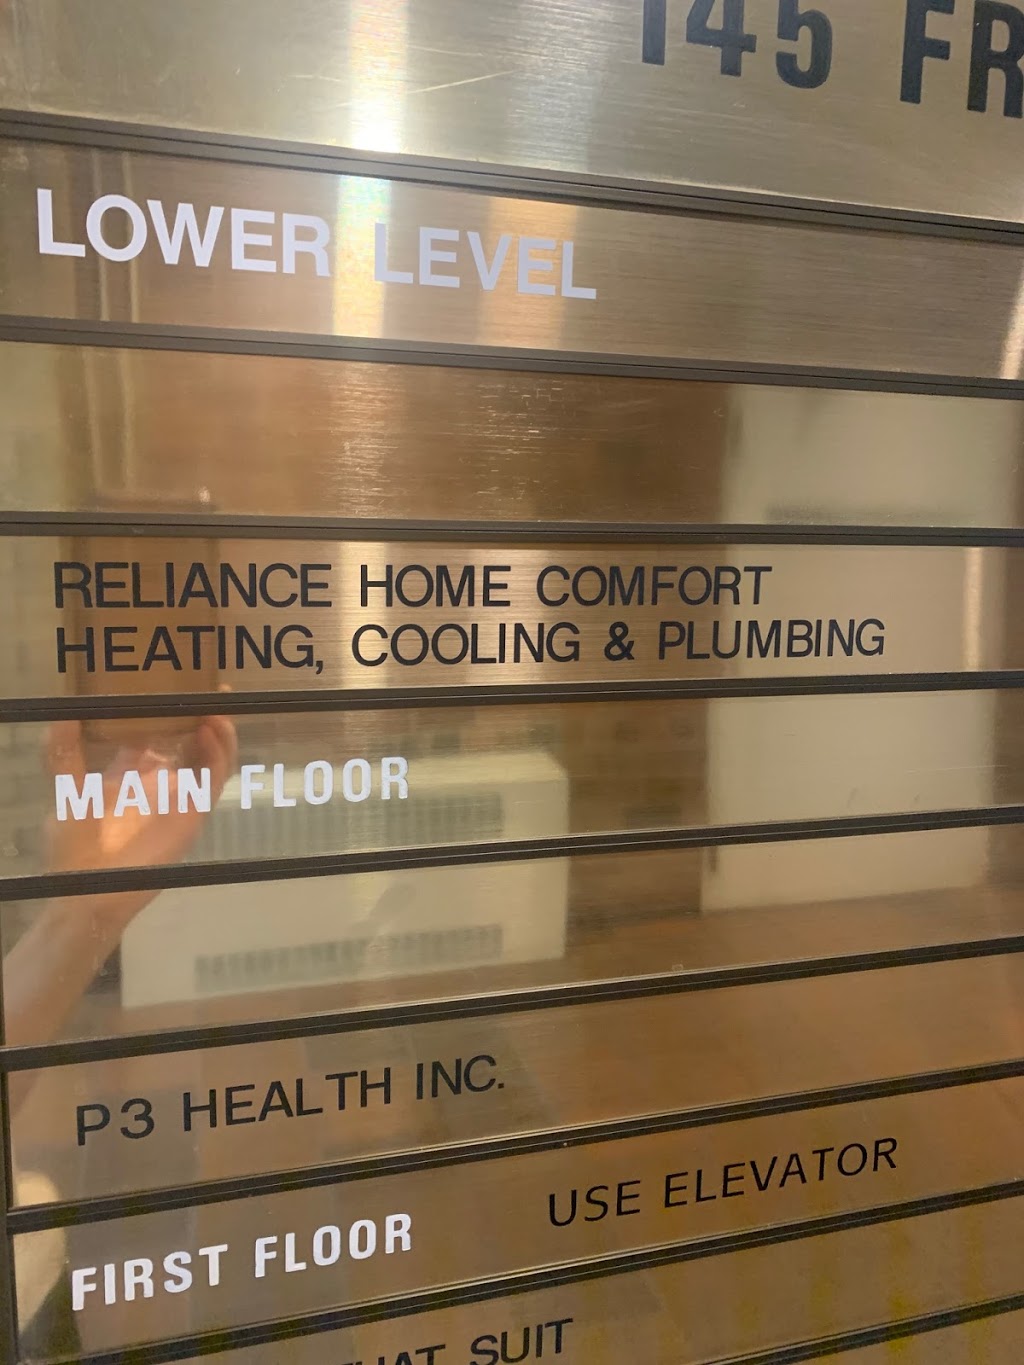 145 FR
LOWER LEVEL
RELIANCE HOME COMFORT
HEATING, COOLING & PLUMBING
MAIN FLOOR
P3 HEALTH INC.
FIRST FLOOR USE ELEVATOR
THAT SUIT